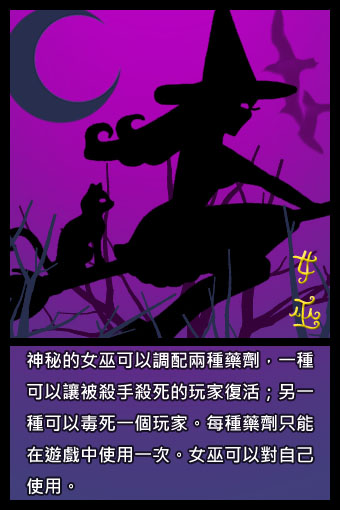 女巫
神秘的女巫可以調配兩種藥劑，一種
可以讓被殺手殺死的玩家復活；另一
種可以毒死一個玩家。每種藥劑只能
在遊戲中使用一次。女巫可以對自己
使用。